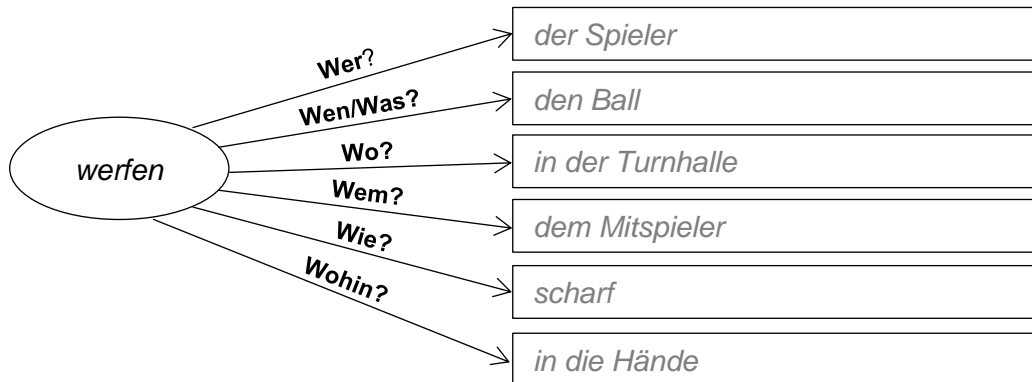 werfen
Wer?
der Spieler
Wen/Was?
den Ball
Wo?
in der Turnhalle
Wem?
dem Mitspieler
Wie?
scharf
Wohin?
in die Hände